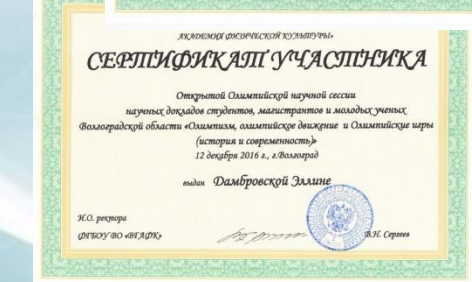 АКАДЕМИЯ ФИЗИЧЕСКОЙ КУЛЬТУРЫ»
СЕРТИФИКАТ УЧАСТНИКА
Открытой Олимпийской научной сессии
научных докладов студентов, магистрантов и молодых ученых
Волгоградской области «Олимпизм, олимпийское движение и Олимпийские игры
(история и современность)»
12 декабря 2016 г., г.Волгоград
выдан Дамбровской Эллине
И.О. ректора
ФГБОУ ВО «ВГАФК»
В.Н. Сергеев